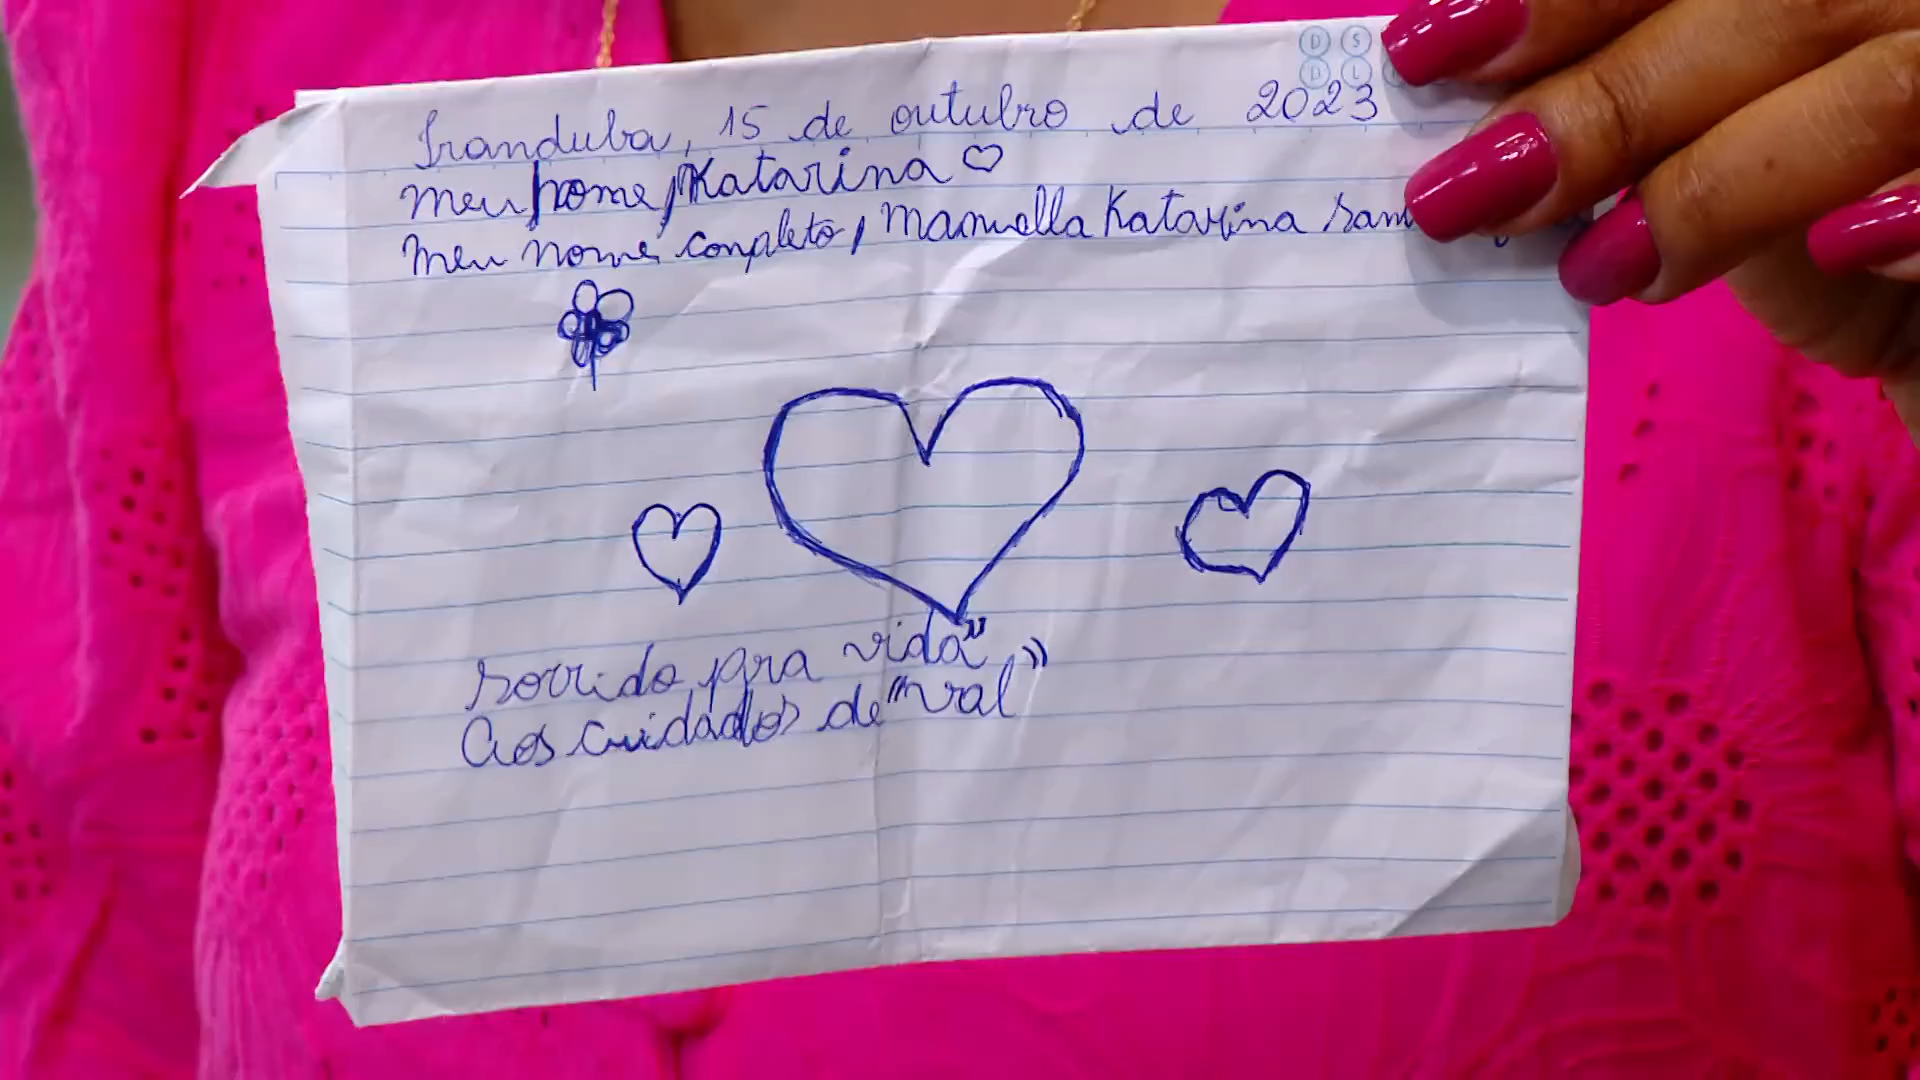 D S
D L
Iranduba, 15 de outubro de 2023
meu nome, Katarina ♡
meu nome completo, Manuella Katarina
sorrido pra vida"
Aos cuidados de "Val"